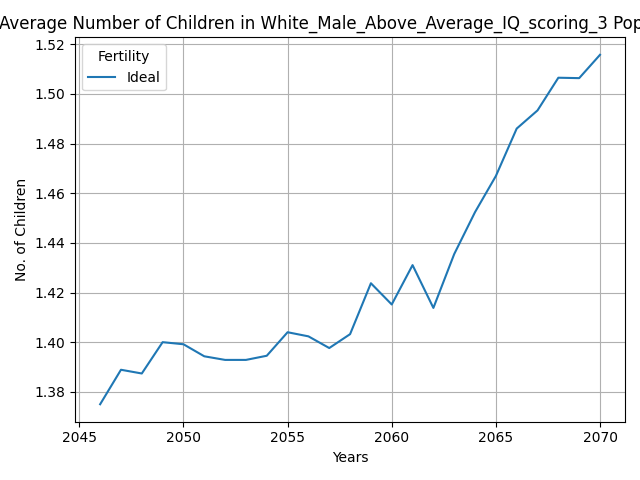 Average Number of Children in White_Male_Above_Average_IQ_scoring_3 Pop
1.52
1.50
1.48
1.46
1.44
1.42
1.40
1.38
No. of Children
Fertility
Ideal
2045 2050 2055 2060 2065 2070
Years